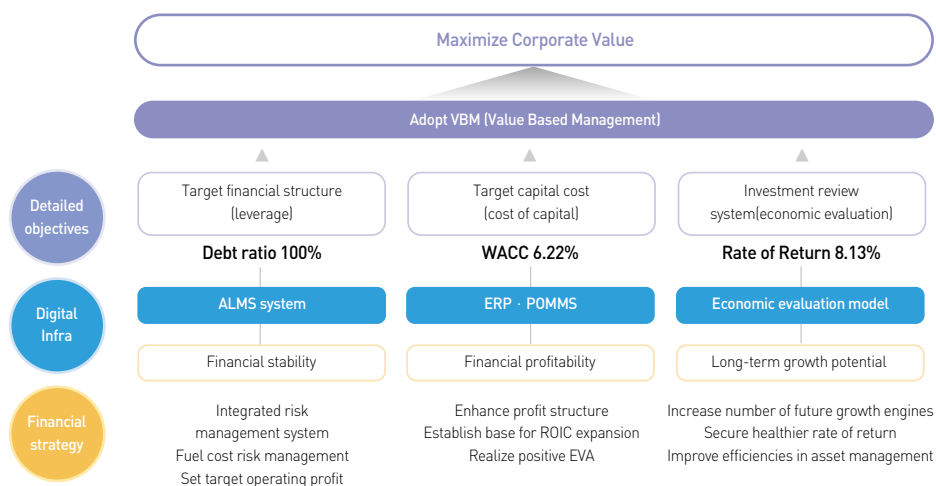 Maximize Corporate Value
Adopt VBM (Value Based Management)
Detailed
objectives
Target financial structure
(leverage)
Debt ratio 100%
Target capital cost
(cost of capital)
WACC 6.22%
Investment review
system(economic evaluation)
Rate of Return 8.13%
Digital
Infra
ALMS system
ERP · POMMS
Economic evaluation model
Financial
strategy
Financial stability
Integrated risk
management system
Fuel cost risk management
Set target operating profit
Financial profitability
Enhance profit structure
Establish base for ROIC expansion
Realize positive EVA
Long-term growth potential
Increase number of future growth engines
Secure healthier rate of return
Improve efficiencies in asset management